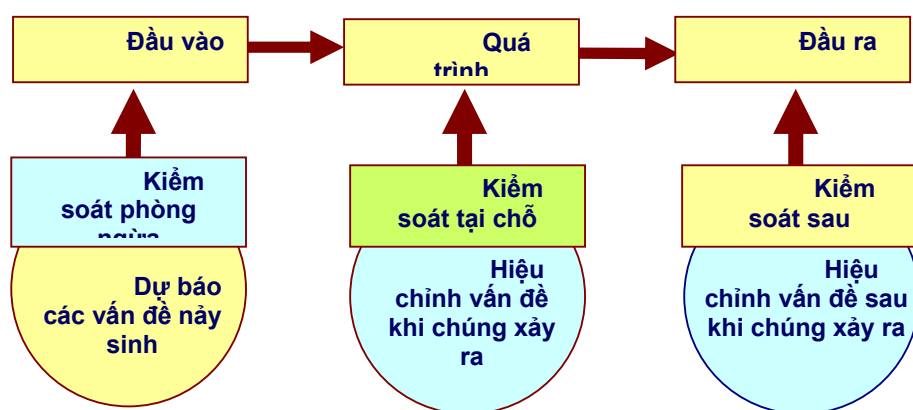 Đầu vào
Quá
trình
Đầu ra
Kiểm
soát phòng
ngừa
Kiểm
soát tại chỗ
Kiểm
soát sau
Dự báo
các vấn đề nảy
sinh
Hiệu
chỉnh vấn đề
khi chúng xảy
ra
Hiệu
chỉnh vấn đề sau
khi chúng xảy ra